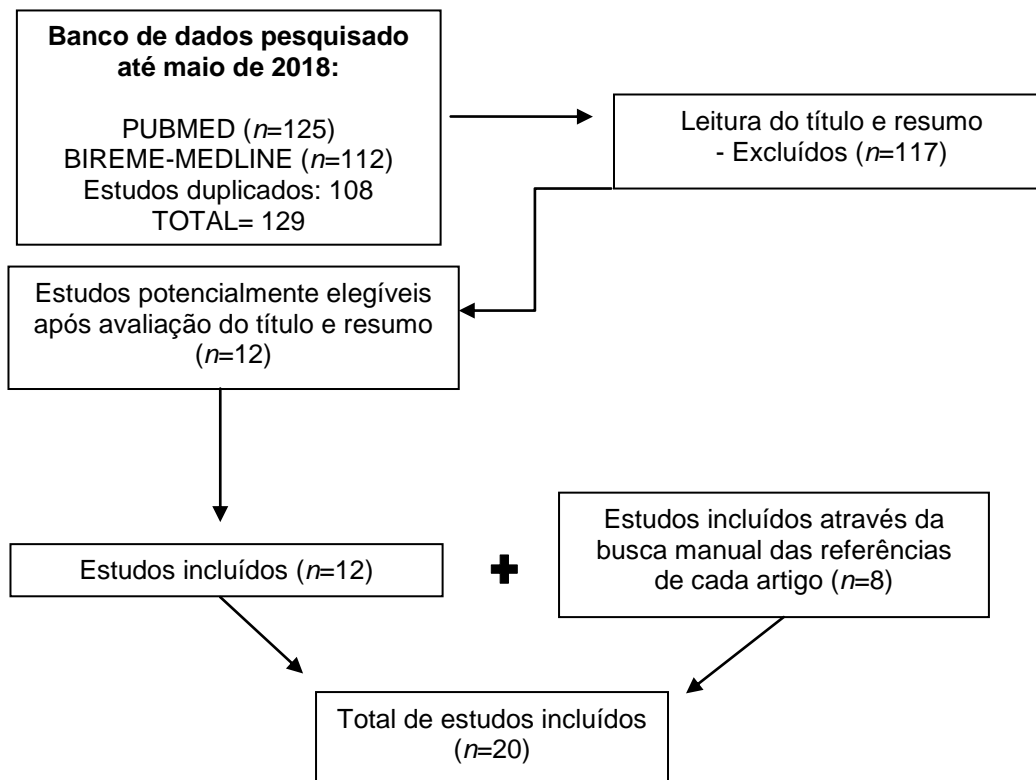 Banco de dados pesquisado
até maio de 2018:
PUBMED (n=125)
BIREME-MEDLINE (n=112)
Estudos duplicados: 108
TOTAL= 129
Leitura do título e resumo
- Excluídos (n=117)
Estudos potencialmente elegíveis
após avaliação do título e resumo
(n=12)
Estudos incluídos (n=12)
Estudos incluídos através da
busca manual das referências
de cada artigo (n=8)
Total de estudos incluídos
(n=20)